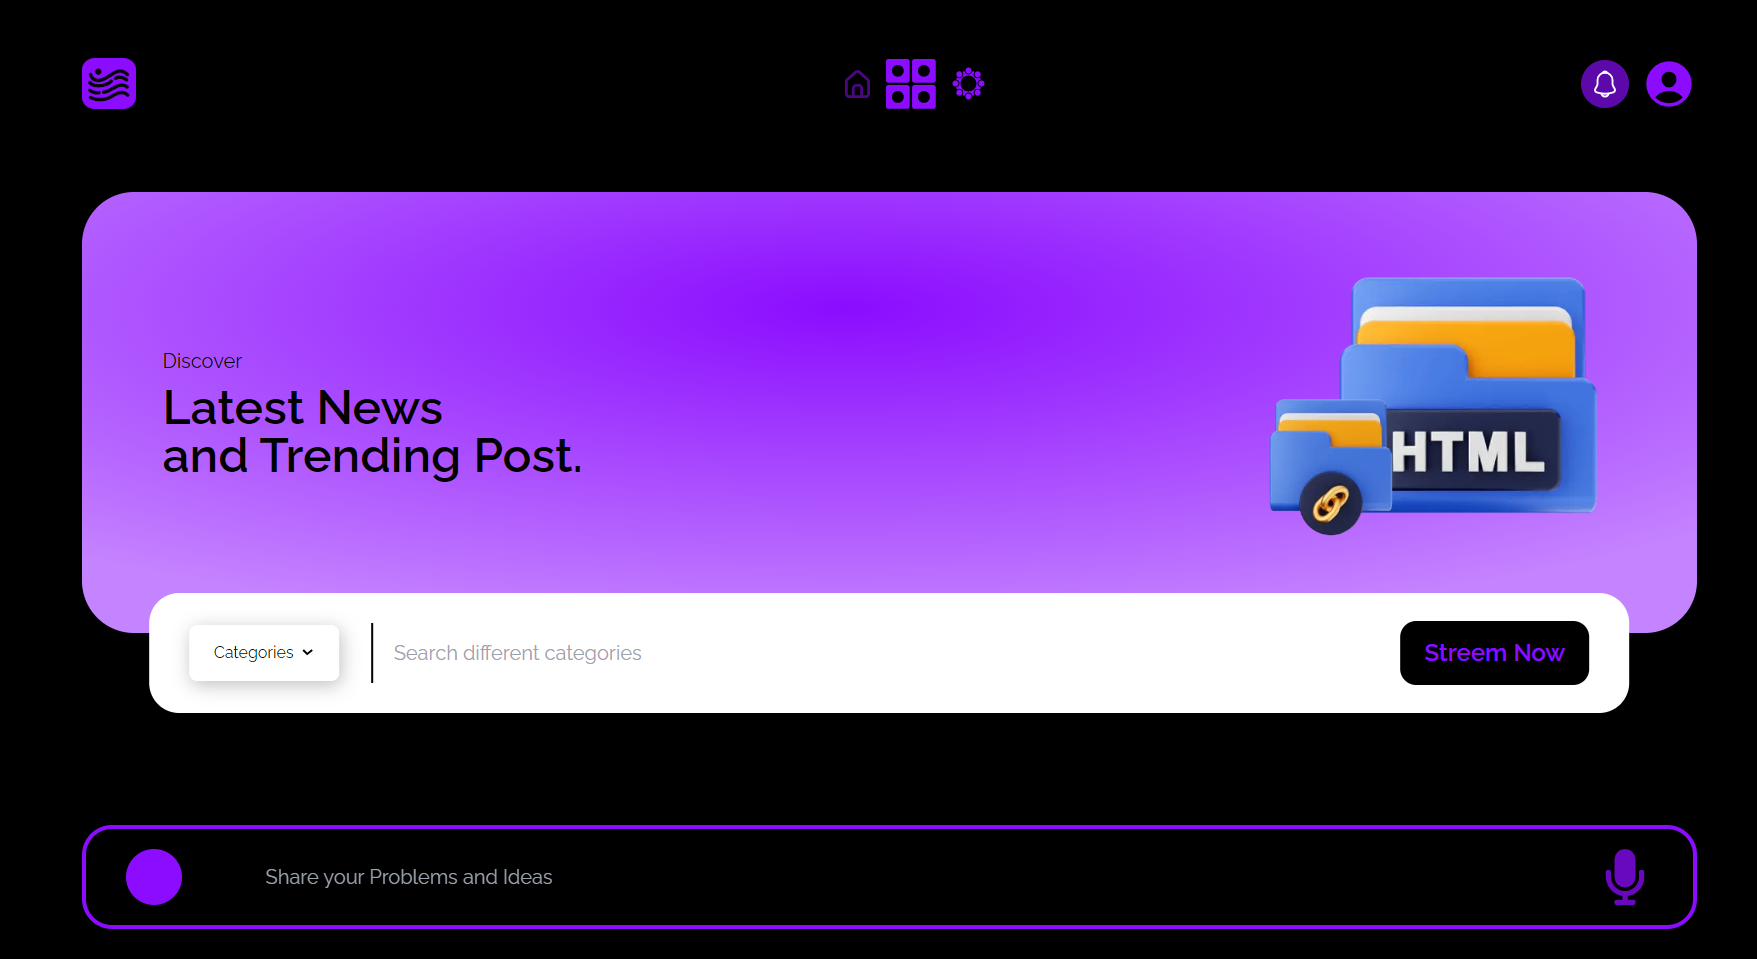 Discover
Latest News
and Trending Post.
HTML
Categories
Search different categories
Streem Now
Share your Problems and Ideas